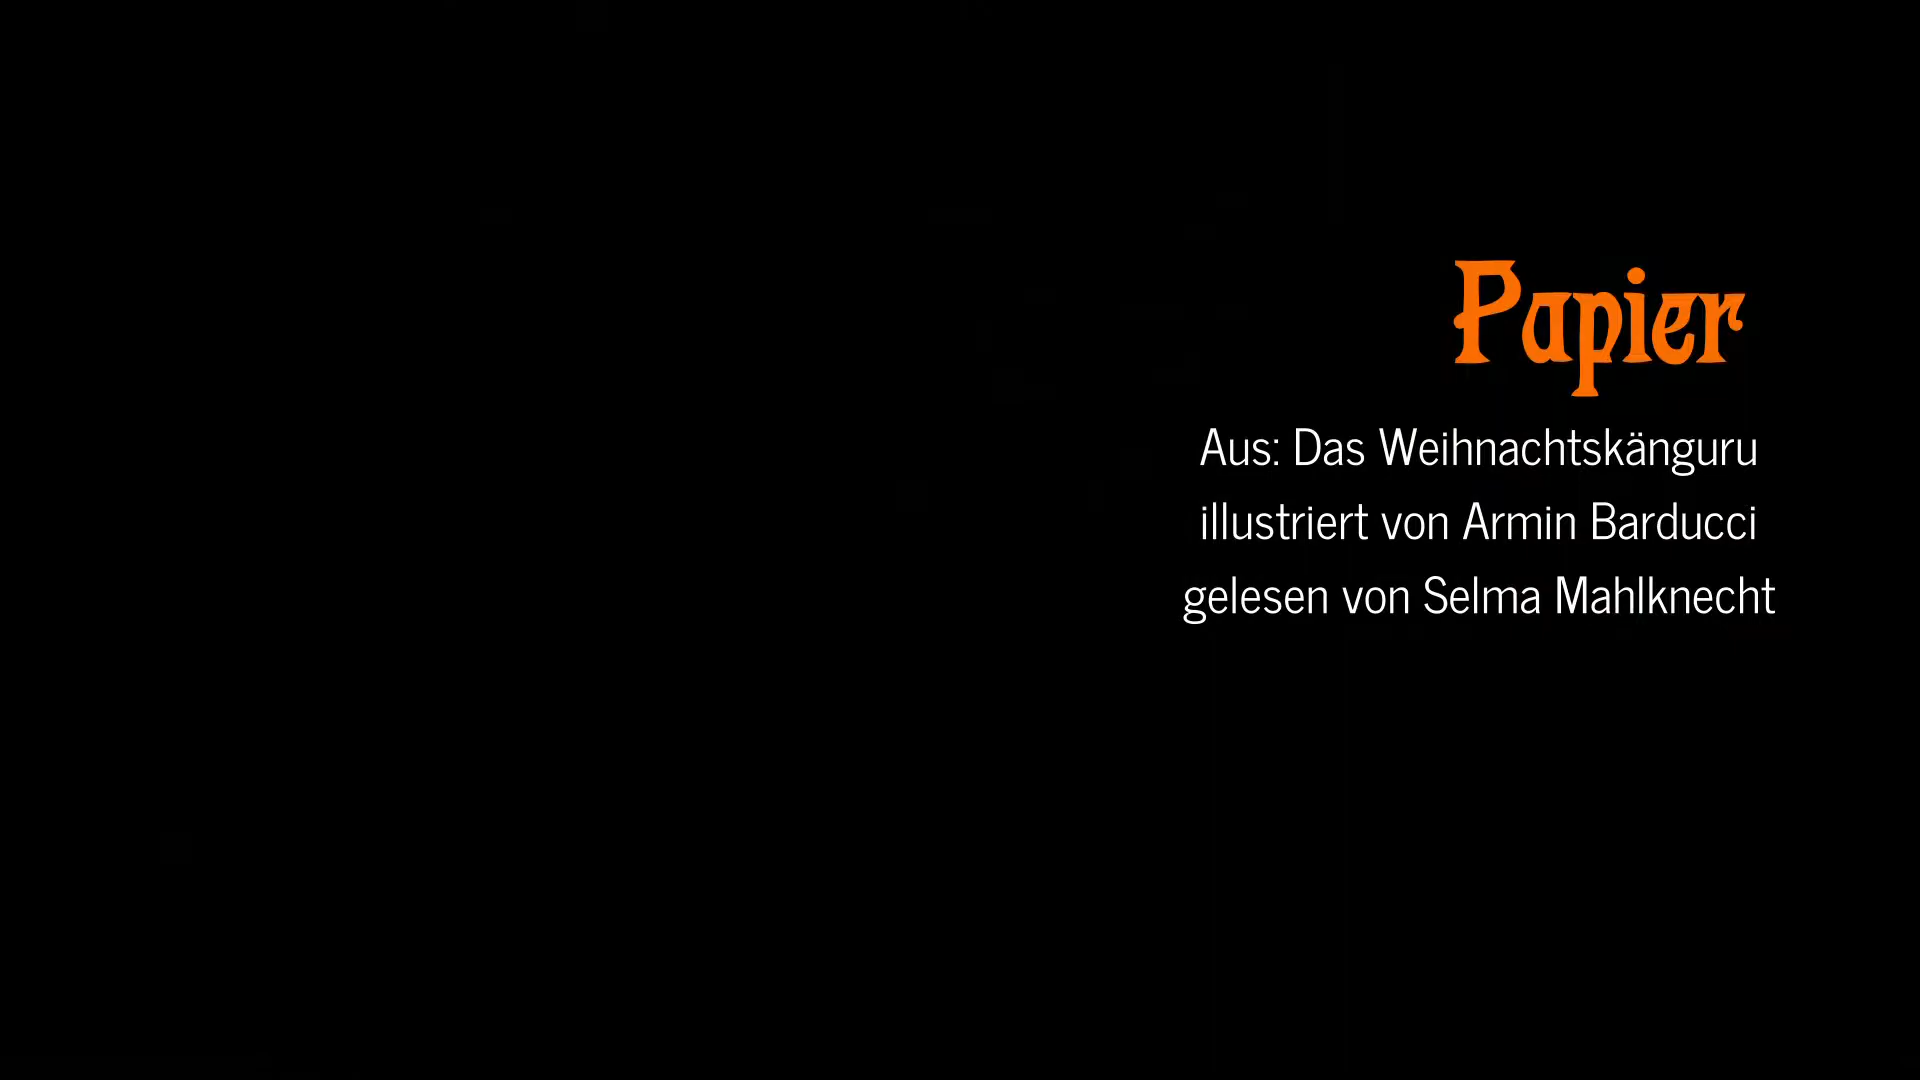 Papier
Aus: Das Weihnachtskänguru
illustriert von Armin Barducci
gelesen von Selma Mahlknecht